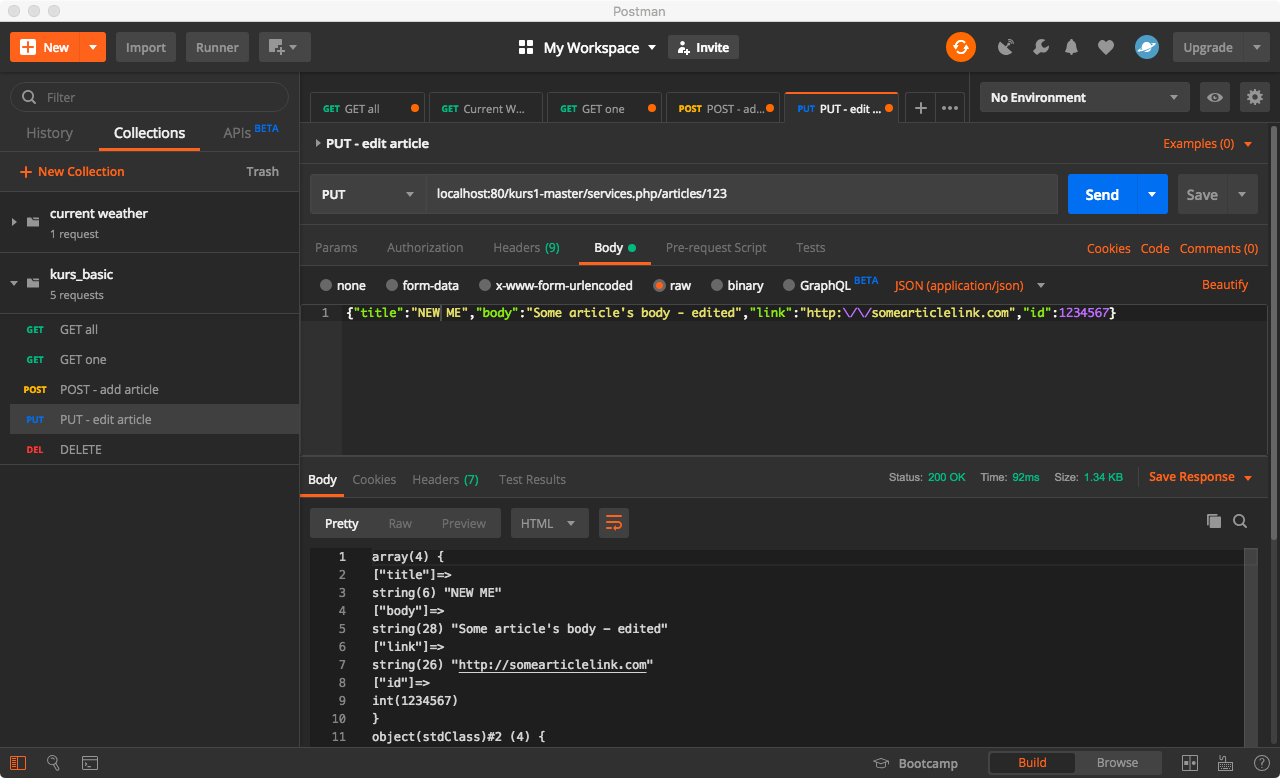 Postman
New
Import
Runner
My Workspace
Invite
Upgrade
Filter
History
Collections
APIs BETA
New Collection
Trash
current weather
1 request
kurs_basic
5 requests
GET GET all
GET GET one
POST POST - add article
PUT PUT - edit article
DEL DELETE
GET GET all
GET Current W...
GET GET one
POST POST - ad...
PUT PUT - edit ...
No Environment
PUT - edit article
Examples (0)
PUT
localhost:80/kurs1-master/services.php/articles/123
Send
Save
Params
Authorization
Headers (9)
Body
Pre-request Script
Tests
Cookies
Code
Comments (0)
none
form-data
x-www-form-urlencoded
raw
binary
GraphQL BETA
JSON (application/json)
Beautify
1 {"title":"NEW ME","body":"Some article's body - edited","link":"http:\/\/somearticlelink.com","id":1234567}
Body
Cookies
Headers (7)
Test Results
Status: 200 OK
Time: 92ms
Size: 1.34 KB
Save Response
Pretty
Raw
Preview
HTML
1 array(4) {
2 ["title"]=>
3 string(6) "NEW ME"
4 ["body"]=>
5 string(28) "Some article's body - edited"
6 ["link"]=>
7 string(26) "http://somearticlelink.com"
8 ["id"]=>
9 int(1234567)
10 }
11 object(stdClass)#2 (4) {
Bootcamp
Build
Browse